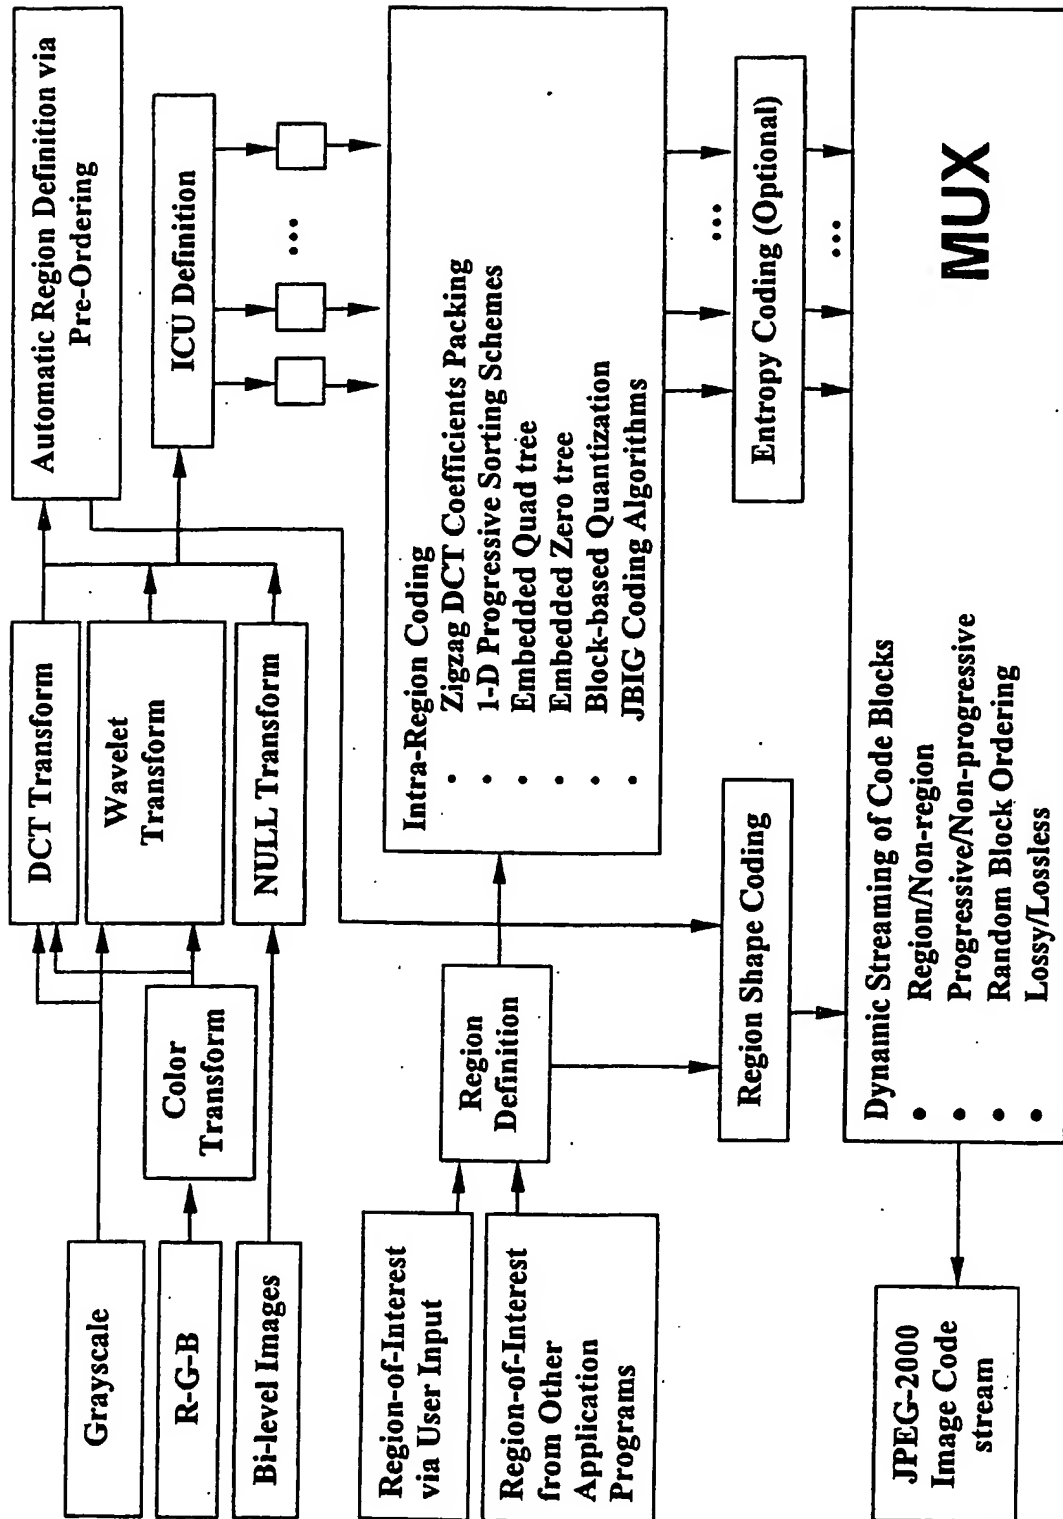 Grayscale
R-G-B
Bi-level Images
Color
Transform
DCT Transform
Wavelet
Transform
NULL Transform
Automatic Region Definition via
Pre-Ordering
ICU Definition
...
Region-of-Interest
via User Input
Region-of-Interest
from Other
Application
Programs
Region
Definition
Intra-Region Coding
• Zigzag DCT Coefficients Packing
• 1-D Progressive Sorting Schemes
• Embedded Quad tree
• Embedded Zero tree
• Block-based Quantization
• JBIG Coding Algorithms
...
Region Shape Coding
Entropy Coding (Optional)
...
Dynamic Streaming of Code Blocks
• Region/Non-region
• Progressive/Non-progressive
• Random Block Ordering
• Lossy/Lossless
MUX
JPEG-2000
Image Code
stream